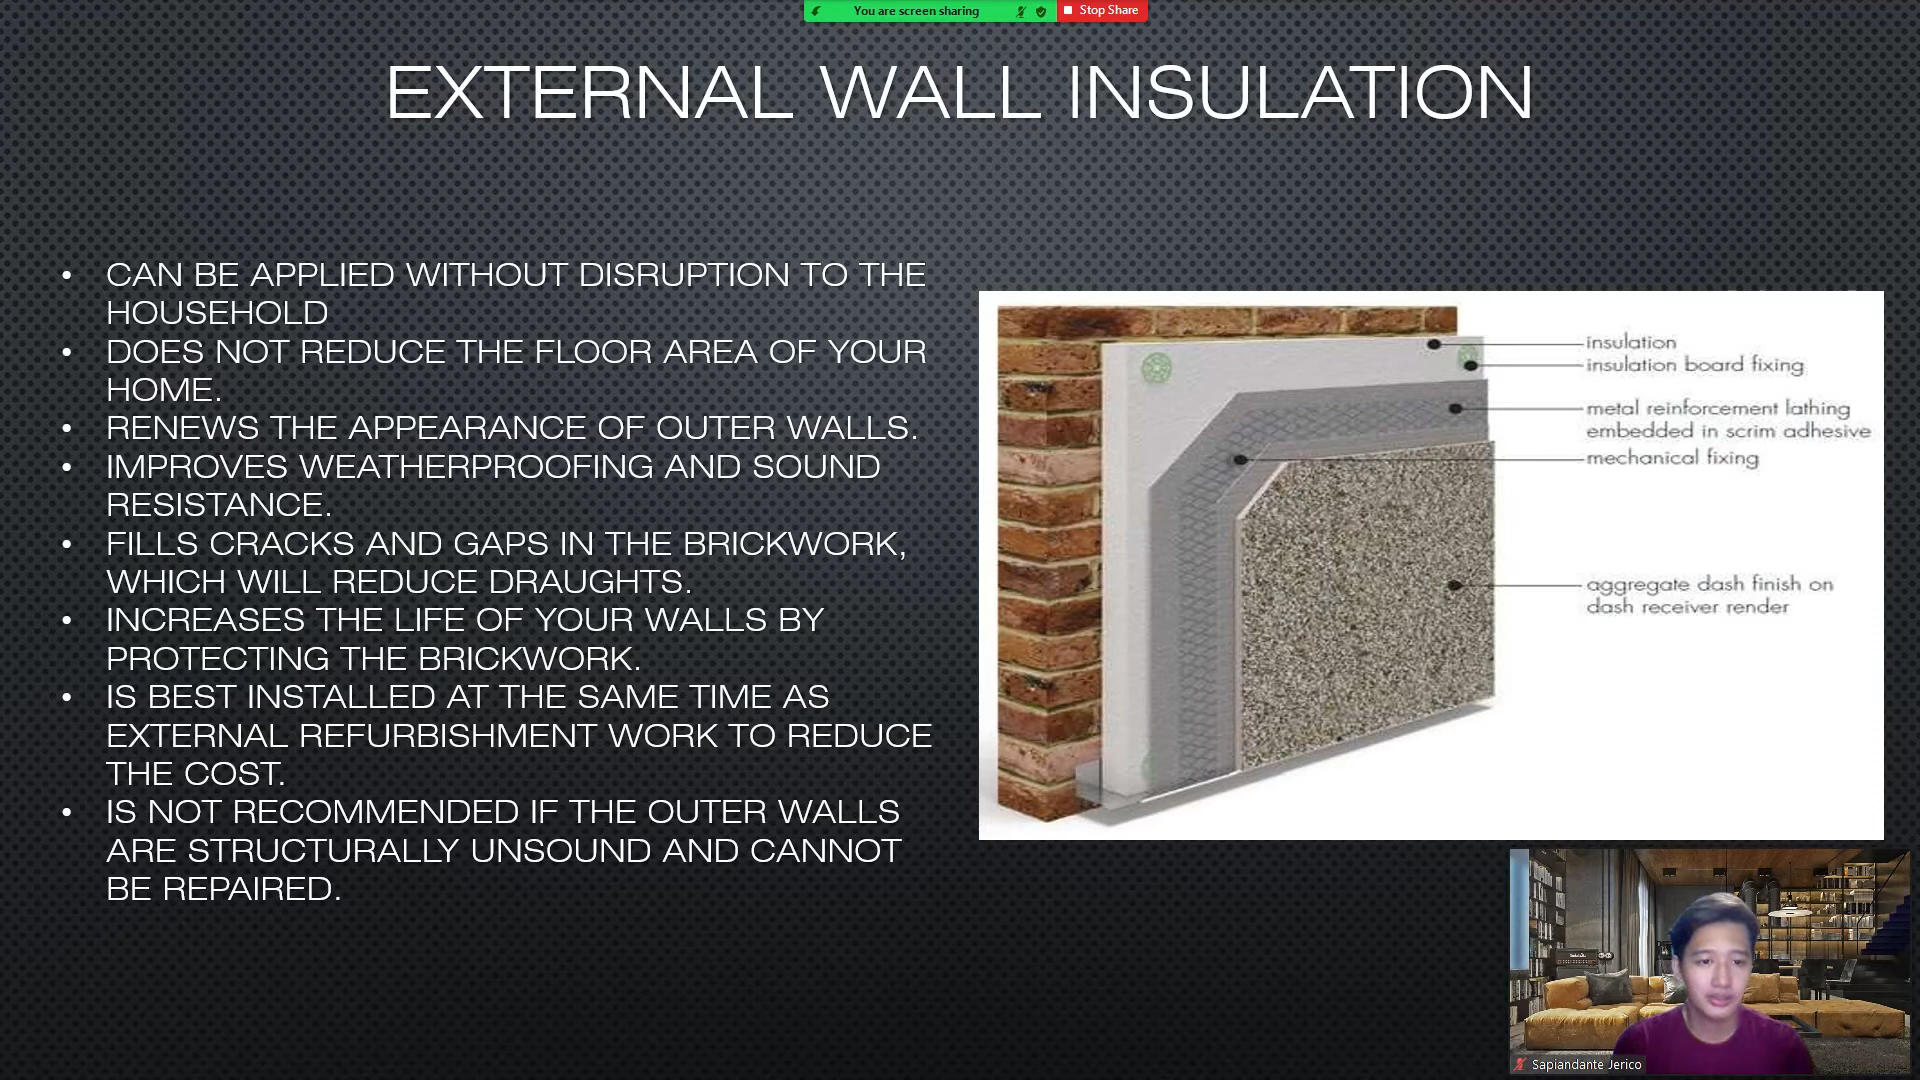 You are screen sharing
Stop Share
EXTERNAL WALL INSULATION
• CAN BE APPLIED WITHOUT DISRUPTION TO THE
HOUSEHOLD
• DOES NOT REDUCE THE FLOOR AREA OF YOUR
HOME.
• RENEWS THE APPEARANCE OF OUTER WALLS.
• IMPROVES WEATHERPROOFING AND SOUND
RESISTANCE.
• FILLS CRACKS AND GAPS IN THE BRICKWORK,
WHICH WILL REDUCE DRAUGHTS.
• INCREASES THE LIFE OF YOUR WALLS BY
PROTECTING THE BRICKWORK.
• IS BEST INSTALLED AT THE SAME TIME AS
EXTERNAL REFURBISHMENT WORK TO REDUCE
THE COST.
• IS NOT RECOMMENDED IF THE OUTER WALLS
ARE STRUCTURALLY UNSOUND AND CANNOT
BE REPAIRED.
insulation
insulation board fixing
metal reinforcement lathing
embedded in scrim adhesive
mechanical fixing
aggregate dash finish on
dash receiver render
Sapiandante Jerico